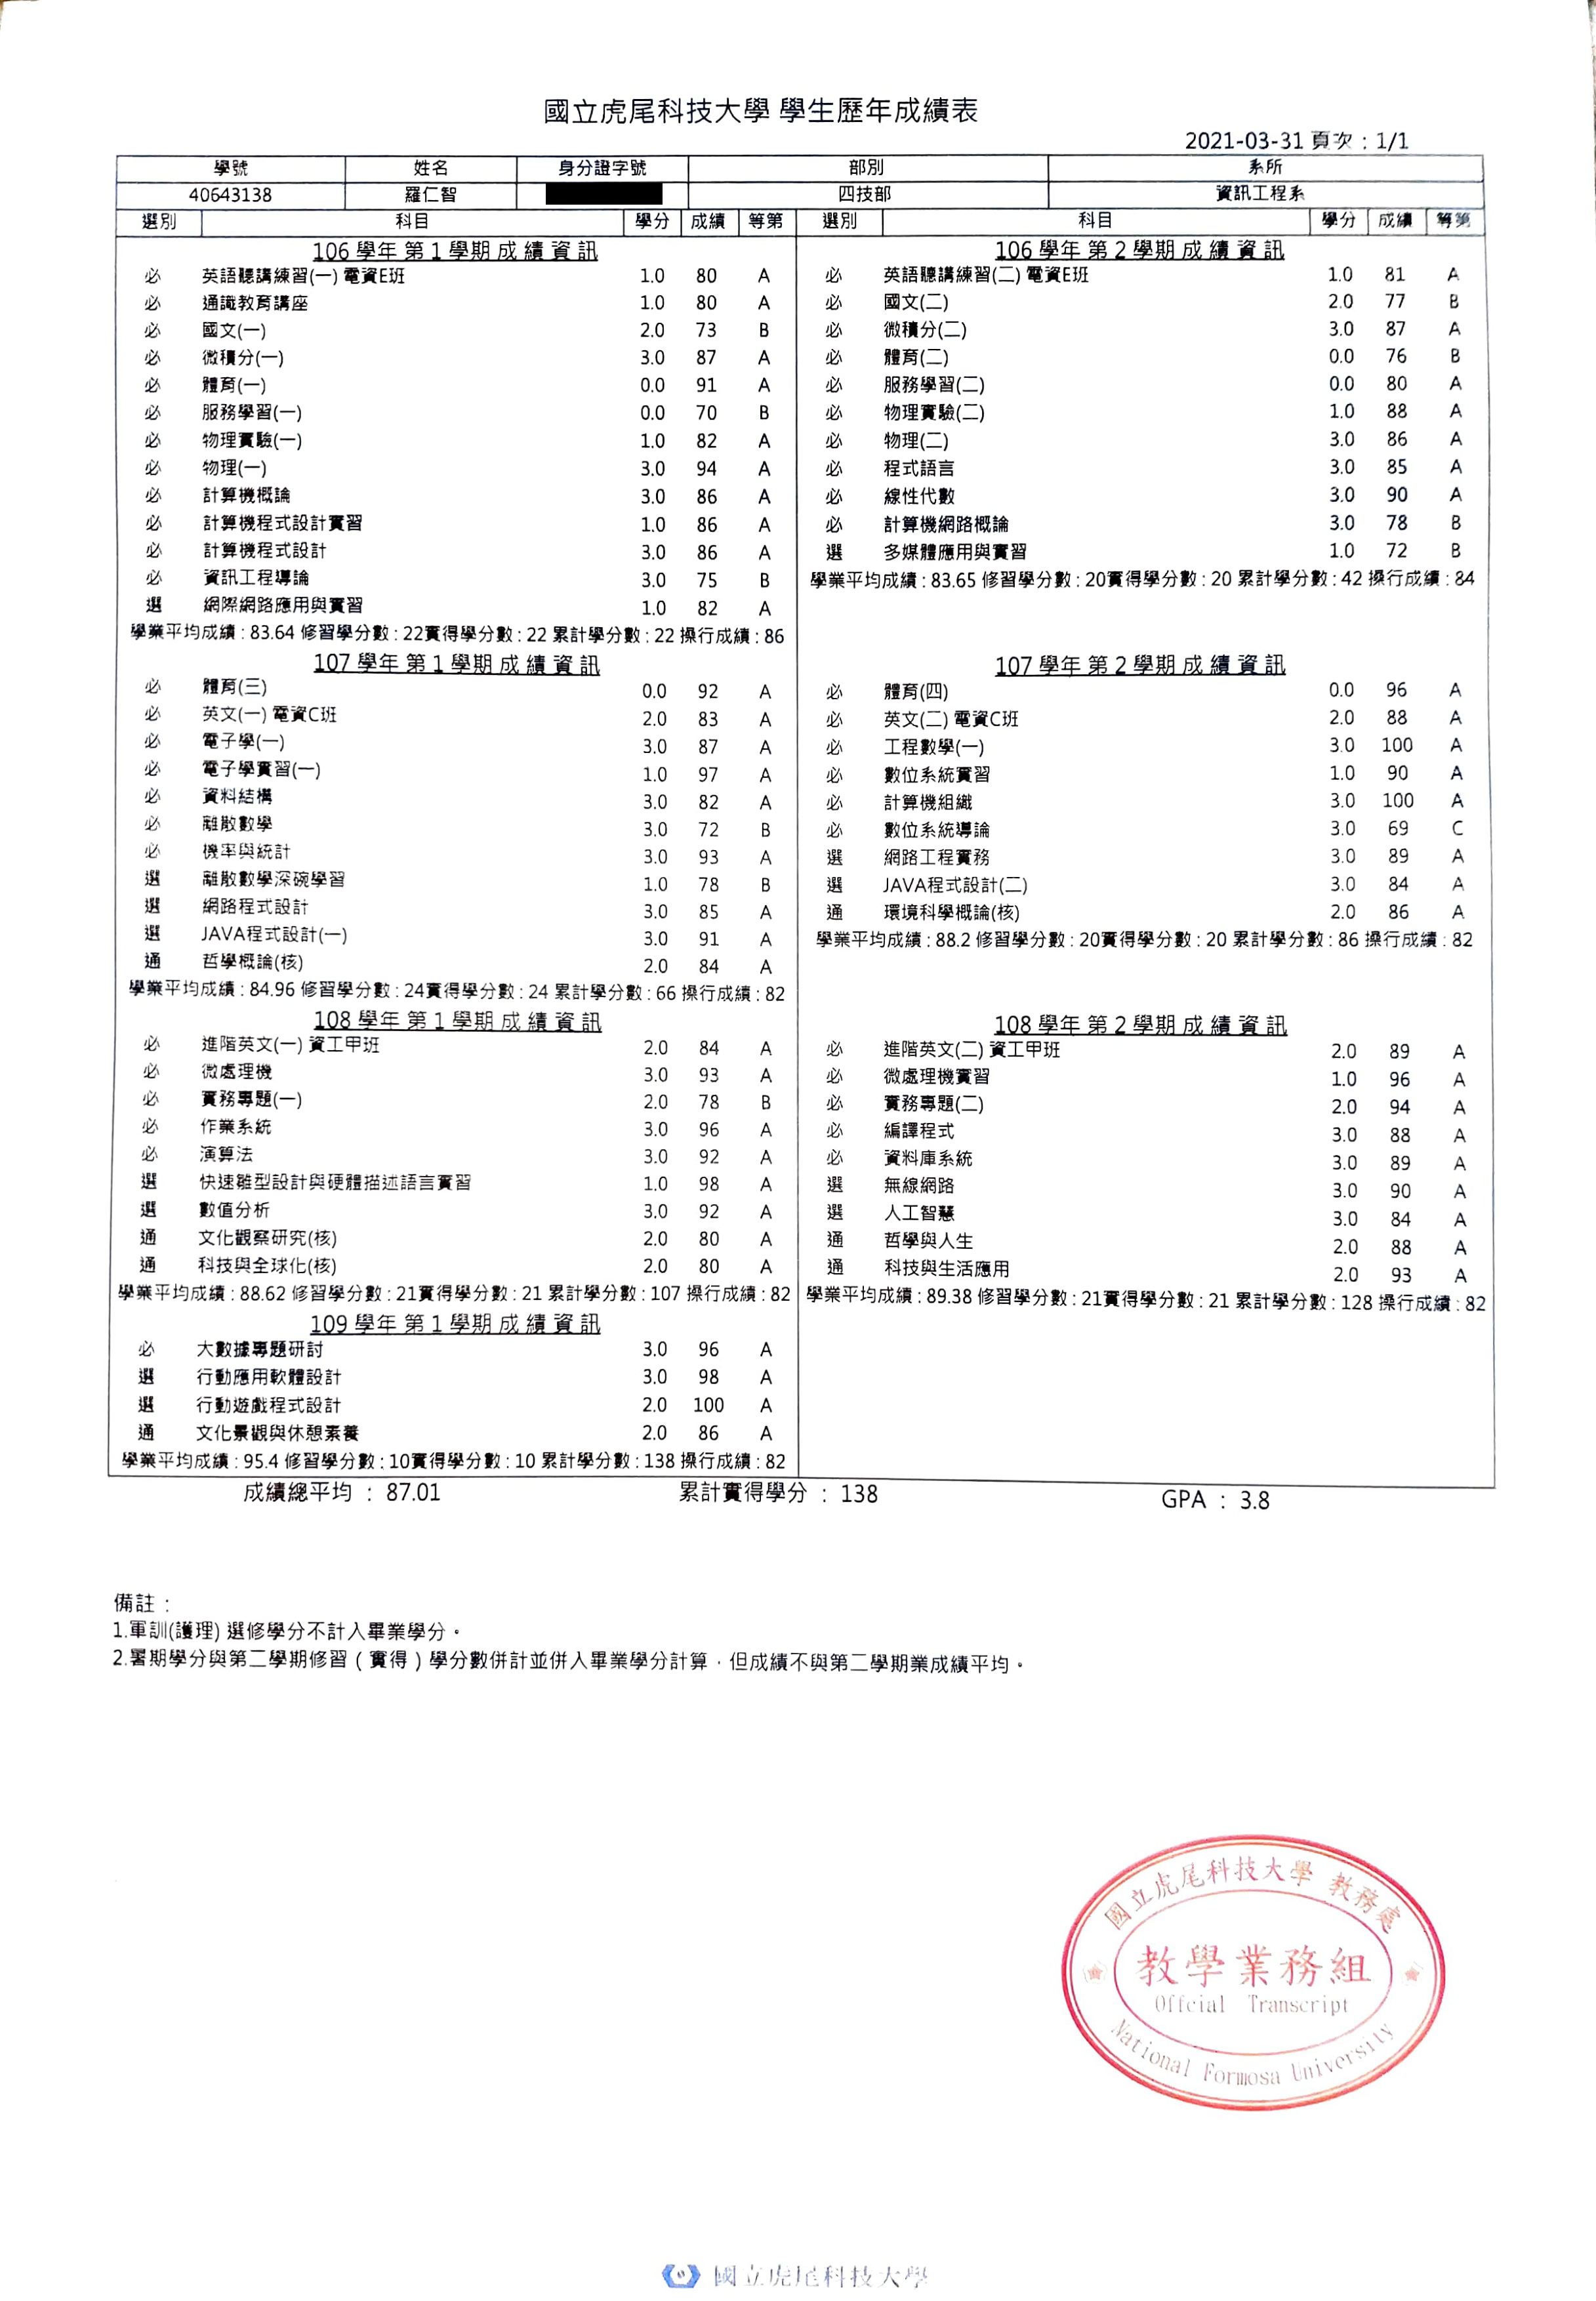 國立虎尾科技大學 學生歷年成績表
2021-03-31 頁次：1/1
學號 姓名 身分證字號 部別 系所
40643138 羅仁智 四技部 資訊工程系
選別 科目 學分 成績 等第 選別 科目 學分 成績 等第
106 學年 第 1 學期 成 績 資 訊
必 英語聽講練習(一) 電資E班 1.0 80 A
必 通識教育講座 1.0 80 A
必 國文(一) 2.0 73 B
必 微積分(一) 3.0 87 A
必 體育(一) 0.0 91 A
必 服務學習(一) 0.0 70 B
必 物理實驗(一) 1.0 82 A
必 物理(一) 3.0 94 A
必 計算機概論 3.0 86 A
必 計算機程式設計實習 1.0 86 A
必 計算機程式設計 3.0 86 A
必 資訊工程導論 3.0 75 B
選 網際網路應用與實習 1.0 82 A
學業平均成績：83.64 修習學分數：22實得學分數：22 累計學分數：22 操行成績：86
106 學年 第 2 學期 成 績 資 訊
必 英語聽講練習(二) 電資E班 1.0 81 A
必 國文(二) 2.0 77 B
必 微積分(二) 3.0 87 A
必 體育(二) 0.0 76 B
必 服務學習(二) 0.0 80 A
必 物理實驗(二) 1.0 88 A
必 物理(二) 3.0 86 A
必 程式語言 3.0 85 A
必 線性代數 3.0 90 A
必 計算機網路概論 3.0 78 B
選 多媒體應用與實習 1.0 72 B
學業平均成績：83.65 修習學分數：20實得學分數：20 累計學分數：42 操行成績：84
107 學年 第 1 學期 成 績 資 訊
必 體育(三) 0.0 92 A
必 英文(一) 電資C班 2.0 83 A
必 電子學(一) 3.0 87 A
必 電子學實習(一) 1.0 97 A
必 資料結構 3.0 82 A
必 離散數學 3.0 72 B
必 機率與統計 3.0 93 A
選 離散數學深碗學習 1.0 78 B
選 網路程式設計 3.0 85 A
選 JAVA程式設計(一) 3.0 91 A
通 哲學概論(核) 2.0 84 A
學業平均成績：84.96 修習學分數：24實得學分數：24 累計學分數：66 操行成績：82
107 學年 第 2 學期 成 績 資 訊
必 體育(四) 0.0 96 A
必 英文(二) 電資C班 2.0 88 A
必 工程數學(一) 3.0 100 A
必 數位系統實習 1.0 90 A
必 計算機組織 3.0 100 A
必 數位系統導論 3.0 69 C
選 網路工程實務 3.0 89 A
選 JAVA程式設計(二) 3.0 84 A
通 環境科學概論(核) 2.0 86 A
學業平均成績：88.2 修習學分數：20實得學分數：20 累計學分數：86 操行成績：82
108 學年 第 1 學期 成 績 資 訊
必 進階英文(一) 資工甲班 2.0 84 A
必 微處理機 3.0 93 A
必 實務專題(一) 2.0 78 B
必 作業系統 3.0 96 A
必 演算法 3.0 92 A
選 快速雛型設計與硬體描述語言實習 1.0 98 A
選 數值分析 3.0 92 A
通 文化觀察研究(核) 2.0 80 A
通 科技與全球化(核) 2.0 80 A
學業平均成績：88.62 修習學分數：21實得學分數：21 累計學分數：107 操行成績：82
108 學年 第 2 學期 成 績 資 訊
必 進階英文(二) 資工甲班 2.0 89 A
必 微處理機實習 1.0 96 A
必 實務專題(二) 2.0 94 A
必 編譯程式 3.0 88 A
必 資料庫系統 3.0 89 A
選 無線網路 3.0 90 A
選 人工智慧 3.0 84 A
通 哲學與人生 2.0 88 A
通 科技與生活應用 2.0 93 A
學業平均成績：89.38 修習學分數：21實得學分數：21 累計學分數：128 操行成績：82
109 學年 第 1 學期 成 績 資 訊
必 大數據專題研討 3.0 96 A
選 行動應用軟體設計 3.0 98 A
選 行動遊戲程式設計 2.0 100 A
通 文化景觀與休憩素養 2.0 86 A
學業平均成績：95.4 修習學分數：10實得學分數：10 累計學分數：138 操行成績：82
成績總平均 ： 87.01 累計實得學分 ： 138 GPA ： 3.8
備註：
1.軍訓(護理) 選修學分不計入畢業學分。
2.暑期學分與第二學期修習（實得）學分數併計並併入畢業學分計算，但成績不與第二學期業成績平均。
國立虎尾科技大學 教務處
教學業務組
Offcial Transcript
National Formosa University
國立虎尾科技大學